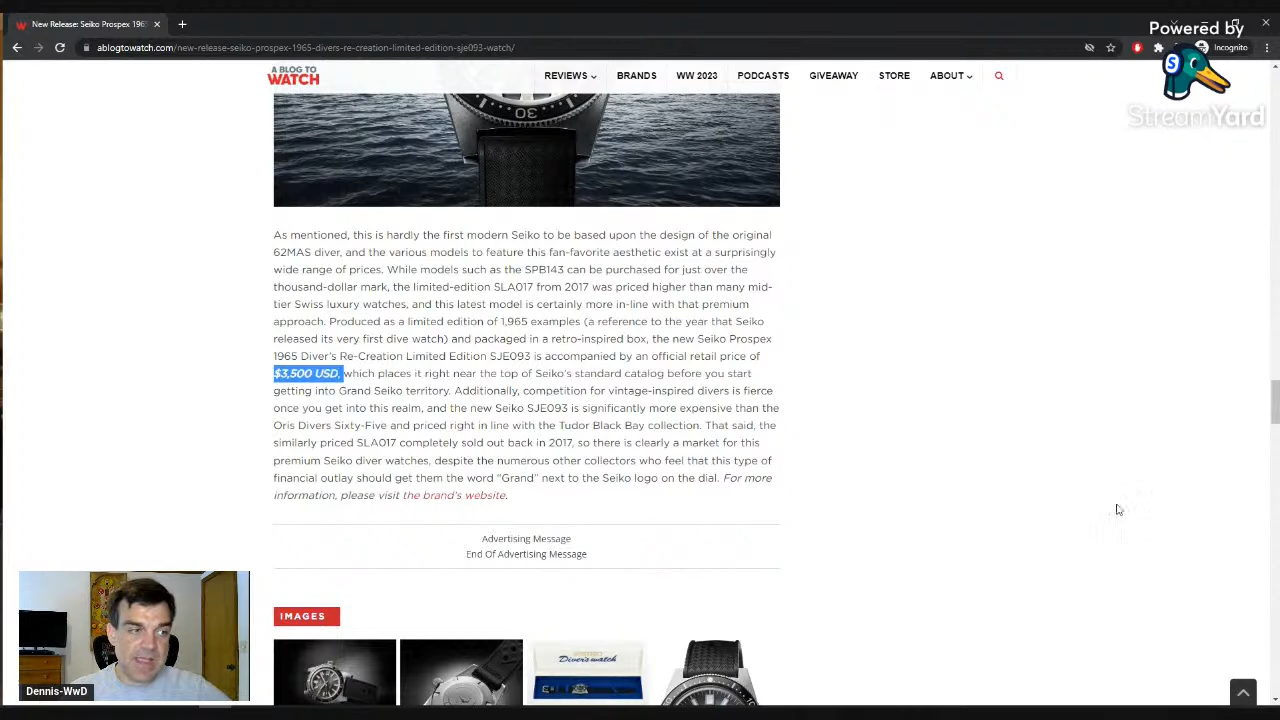 New Release: Seiko Prospex 1965
Powered by
ablogtowatch.com/new-release-seiko-prospex-1965-divers-re-creation-limited-edition-sje093-watch/
Incognito
A BLOG TO
WATCH
REVIEWS
BRANDS
WW 2023
PODCASTS
GIVEAWAY
STORE
ABOUT
S
StreamYard
30
As mentioned, this is hardly the first modern Seiko to be based upon the design of the original
62MAS diver, and the various models to feature this fan-favorite aesthetic exist at a surprisingly
wide range of prices. While models such as the SPB143 can be purchased for just over the
thousand-dollar mark, the limited-edition SLA017 from 2017 was priced higher than many mid-
tier Swiss luxury watches, and this latest model is certainly more in-line with that premium
approach. Produced as a limited edition of 1,965 examples (a reference to the year that Seiko
released its very first dive watch) and packaged in a retro-inspired box, the new Seiko Prospex
1965 Diver's Re-Creation Limited Edition SJE093 is accompanied by an official retail price of
$3,500 USD, which places it right near the top of Seiko's standard catalog before you start
getting into Grand Seiko territory. Additionally, competition for vintage-inspired divers is fierce
once you get into this realm, and the new Seiko SJE093 is significantly more expensive than the
Oris Divers Sixty-Five and priced right in line with the Tudor Black Bay collection. That said, the
similarly priced SLA017 completely sold out back in 2017, so there is clearly a market for this
premium Seiko diver watches, despite the numerous other collectors who feel that this type of
financial outlay should get them the word “Grand” next to the Seiko logo on the dial. For more
information, please visit the brand's website.
Advertising Message
End Of Advertising Message
IMAGES
Diver's watch
Dennis-WwD